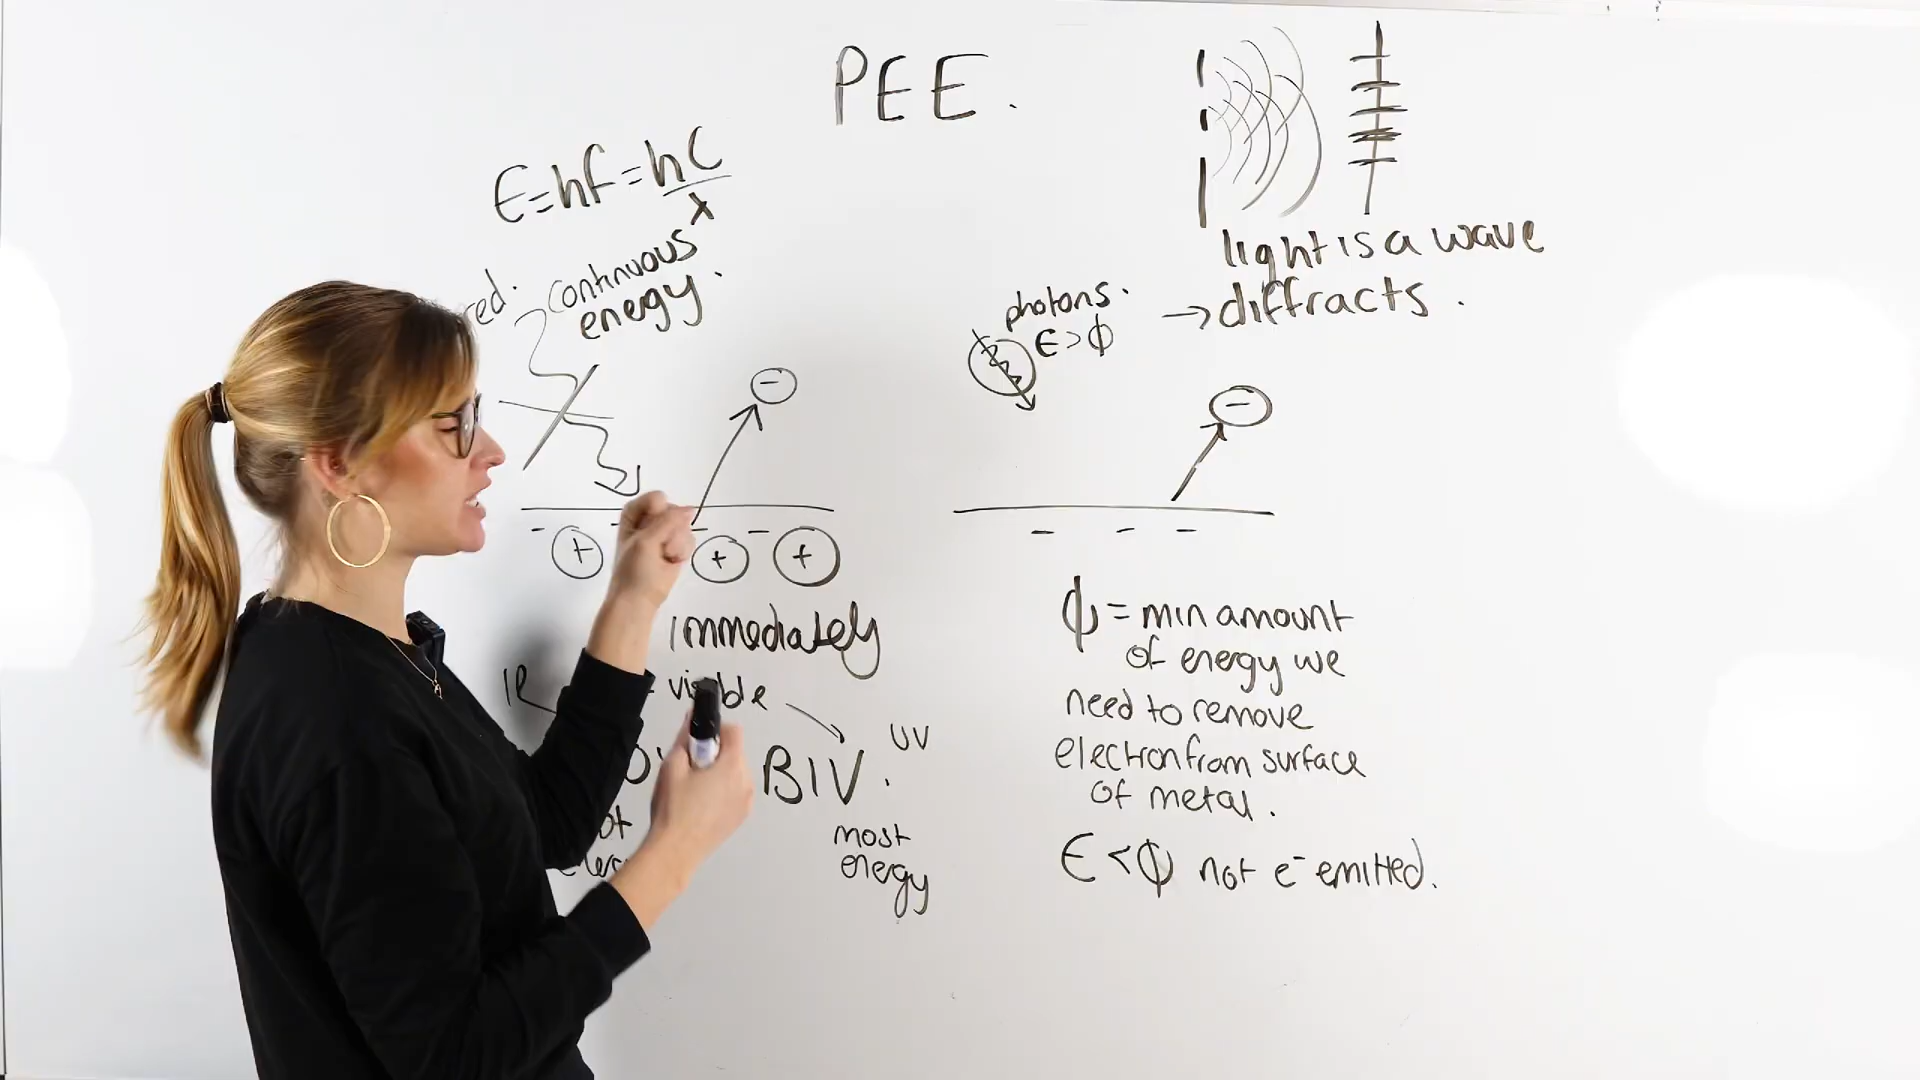 PEE.
E=hf=hc
λ
continuous
energy.
light is a wave
→ diffracts.
photons.
E>ϕ
-
-
- - - -
+ + +
- - -
immediately
IR
visible
UV
BIV.
most
energy
ϕ = min amount
of energy we
need to remove
electron from surface
of metal.
E<ϕ not e⁻ emitted.